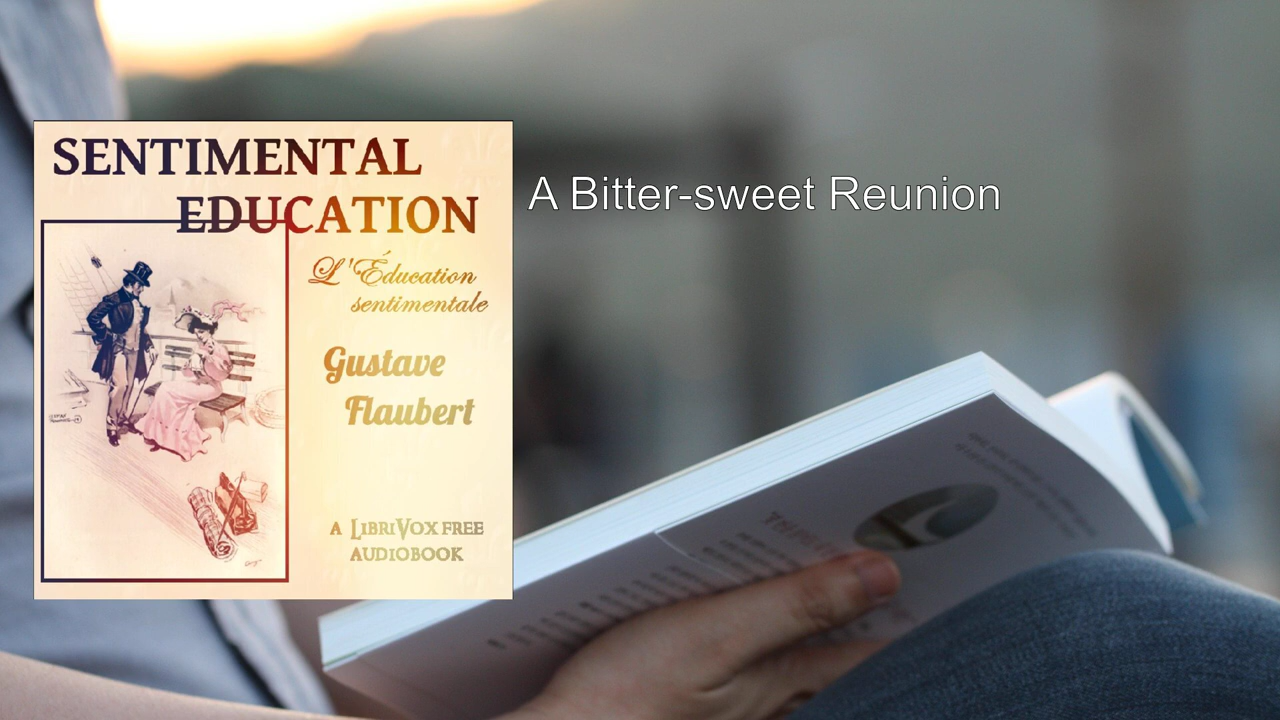 SENTIMENTAL
EDUCATION
L'Éducation
sentimentale
Gustave
Flaubert
A LIBRIVOX FREE
AUDIOBOOK
A Bitter-sweet Reunion